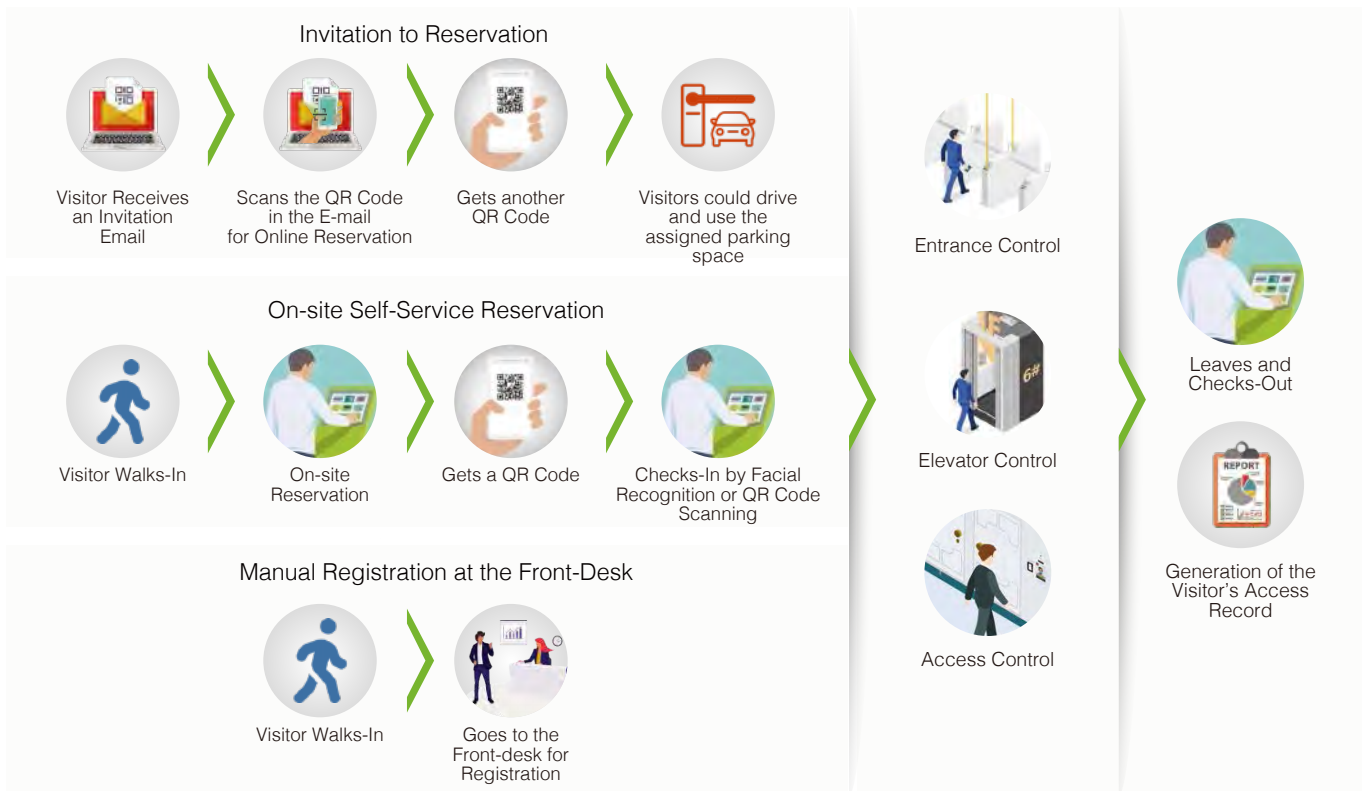 Invitation to Reservation
Visitor Receives
an Invitation
Email
Scans the QR Code
in the E-mail
for Online Reservation
Gets another
QR Code
Visitors could drive
and use the
assigned parking
space
On-site Self-Service Reservation
Visitor Walks-In
On-site
Reservation
Gets a QR Code
Checks-In by Facial
Recognition or QR Code
Scanning
Manual Registration at the Front-Desk
Visitor Walks-In
Goes to the
Front-desk for
Registration
Entrance Control
6#
Elevator Control
Access Control
Leaves and
Checks-Out
REPORT
Generation of the
Visitor's Access
Record